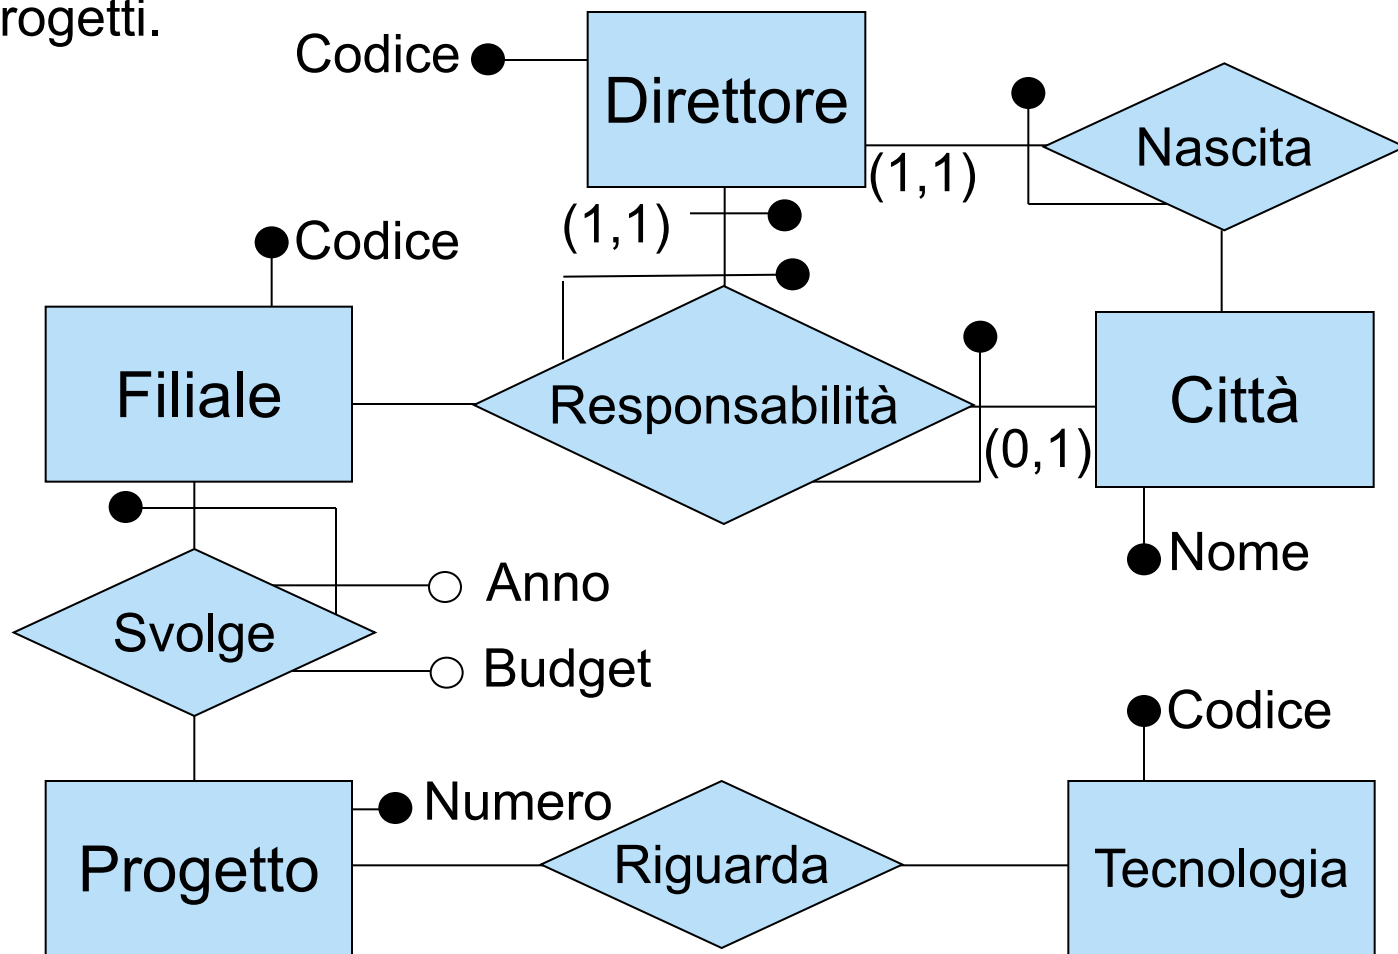 rogetti.
Codice
Direttore
Nascita
(1,1)
(1,1)
Codice
Filiale
Responsabilità
Città
(0,1)
Nome
Anno
Svolge
Budget
Codice
Numero
Progetto
Riguarda
Tecnologia